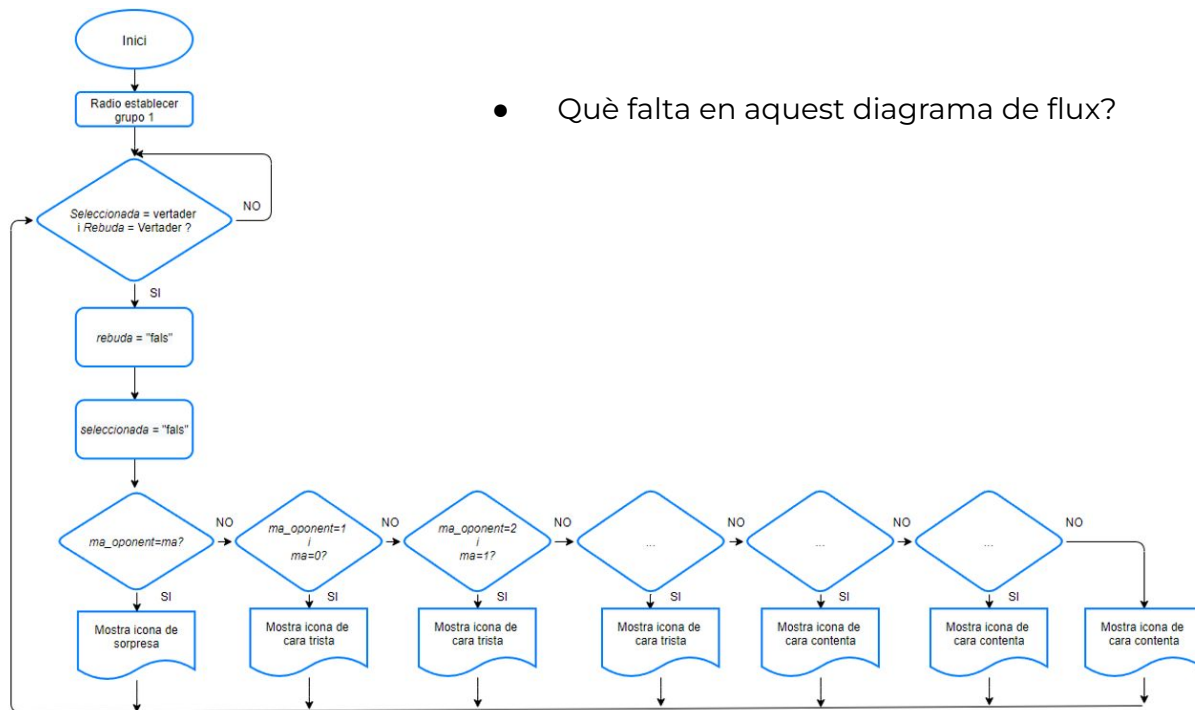 Inici
● Què falta en aquest diagrama de flux?
Radio establecer
grupo 1
NO
Seleccionada = vertader
i Rebuda = Vertader ?
SI
rebuda = "fals"
seleccionada = "fals"
ma_oponent=ma?
NO
ma_oponent=1
i
ma=0?
NO
ma_oponent=2
i
ma=1?
NO
...
NO
...
NO
...
NO
SI
SI
SI
SI
SI
SI
Mostra icona de
sorpresa
Mostra icona de
cara trista
Mostra icona de
cara trista
Mostra icona de
cara trista
Mostra icona de
cara contenta
Mostra icona de
cara contenta
Mostra icona de
cara contenta